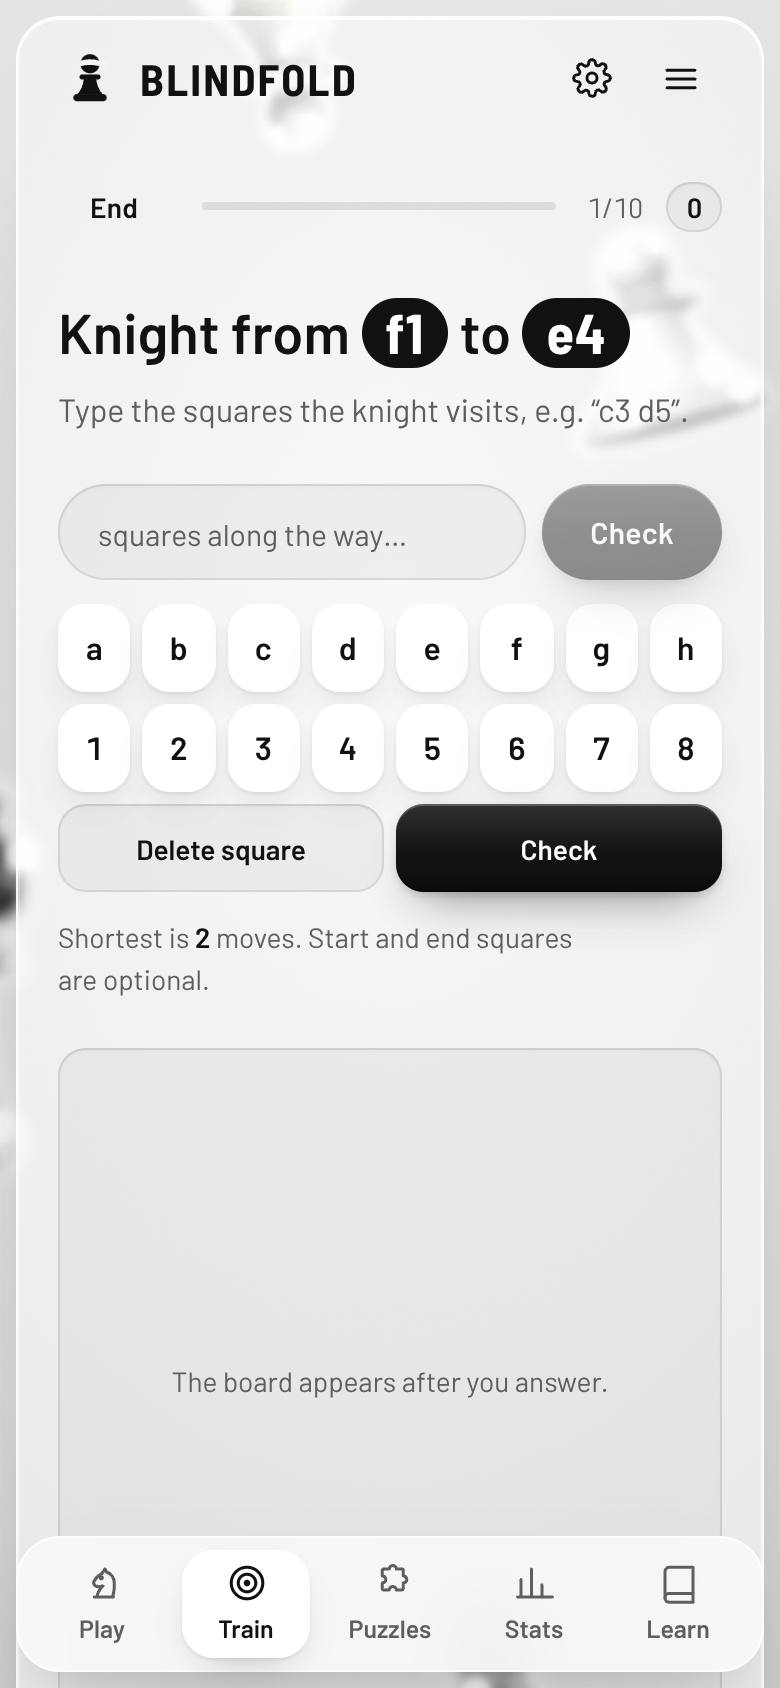 BLINDFOLD
End 1/10 0
Knight from f1 to e4
Type the squares the knight visits, e.g. “c3 d5”.
squares along the way... Check
a b c d e f g h
1 2 3 4 5 6 7 8
Delete square Check
Shortest is 2 moves. Start and end squares
are optional.
The board appears after you answer.
Play Train Puzzles Stats Learn